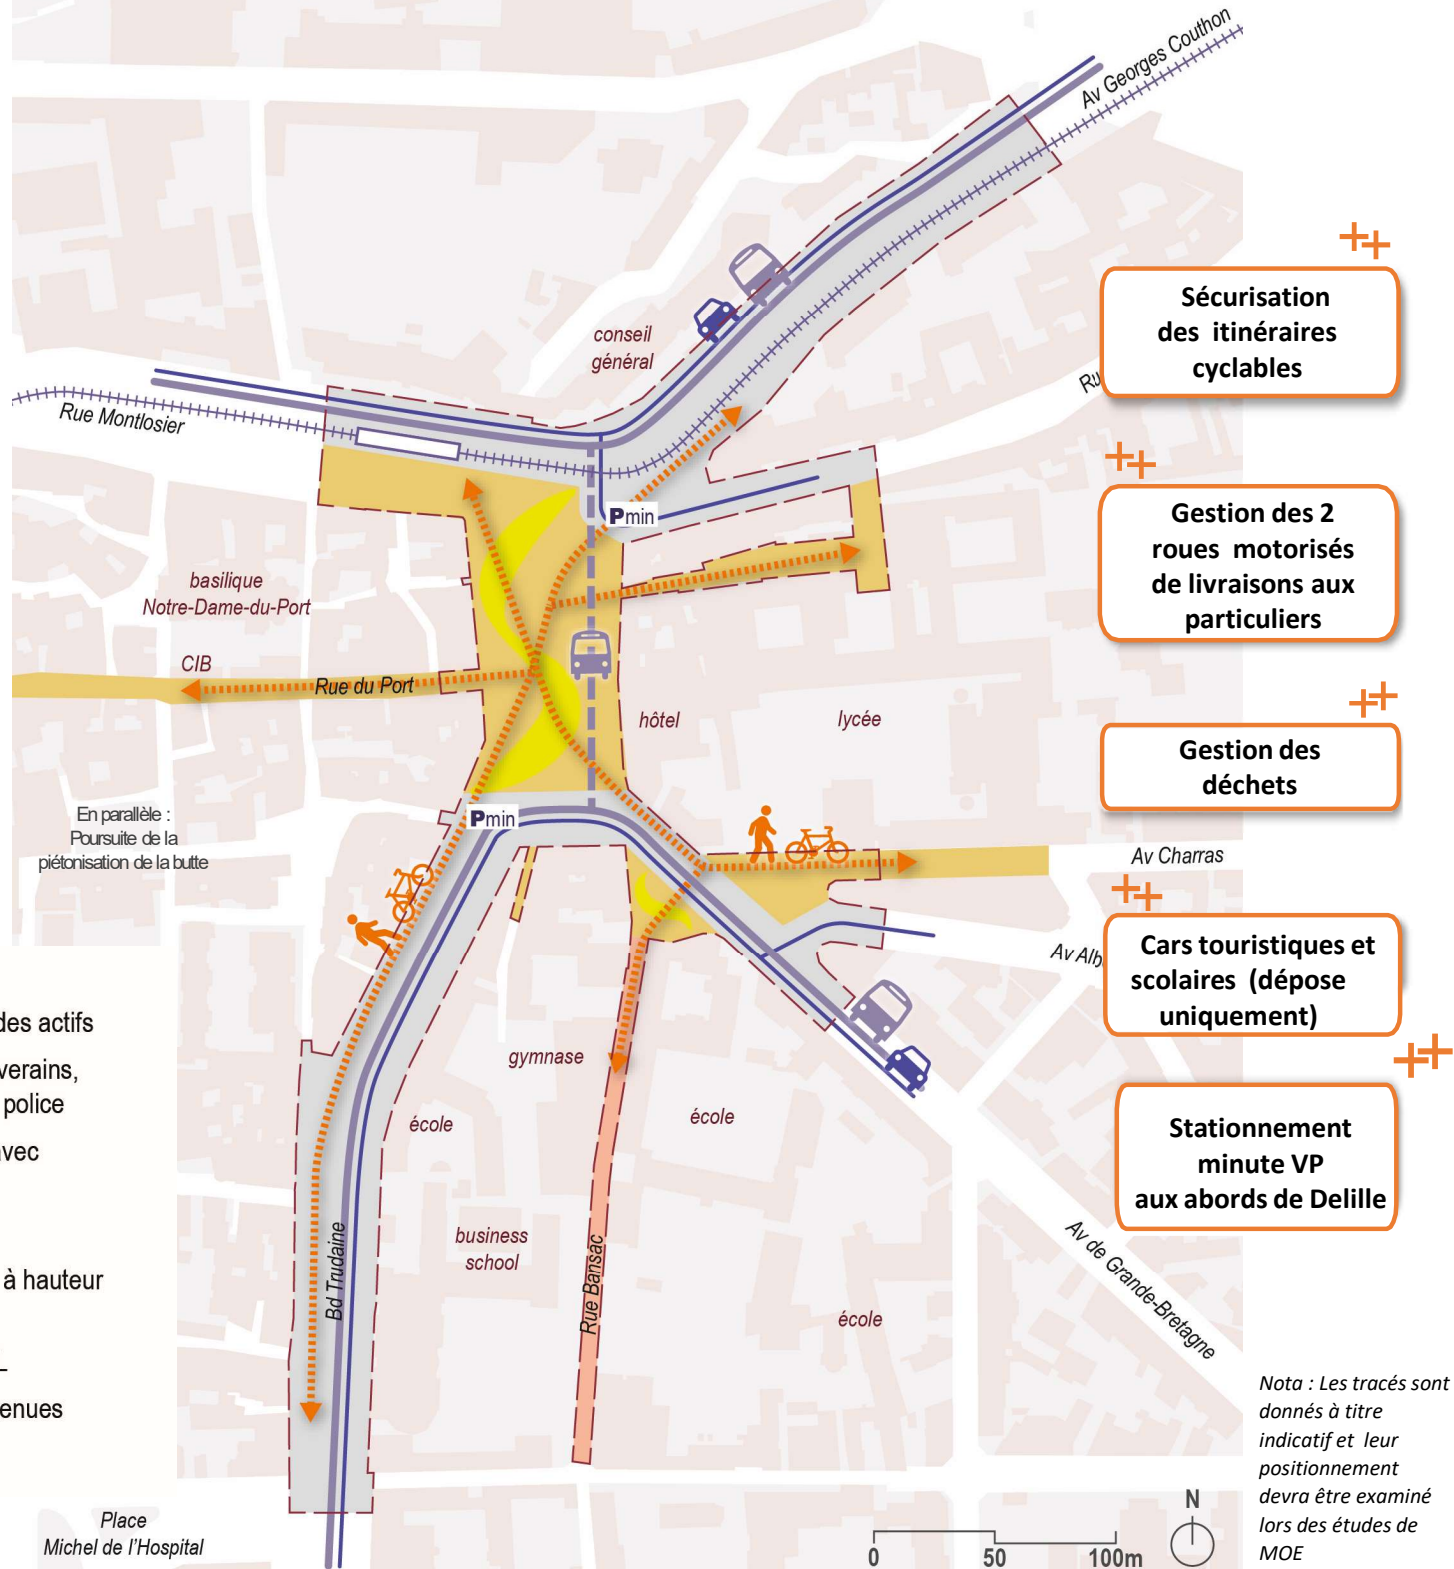 Av Georges Couthon
Sécurisation
des itinéraires
cyclables
conseil
général
Rue Montlosier
Gestion des 2
roues motorisés
de livraisons aux
particuliers
Pmin
basilique
Notre-Dame-du-Port
CIB
Rue du Port
hôtel
lycée
Gestion des
déchets
En parallèle :
Poursuite de la
piétonisation de la butte
Pmin
Av Charras
Cars touristiques et
scolaires (dépose
uniquement)
Av
des actifs
police
gymnase
école
école
Stationnement
minute VP
aux abords de Delille
à hauteur
Bd Trudaine
business
school
Rue Bansac
école
Av de Grande-Bretagne
Nota : Les tracés sont
donnés à titre
indicatif et leur
positionnement
devra être examiné
lors des études de
MOE
Place
Michel de l'Hospital
0 50 100m
N